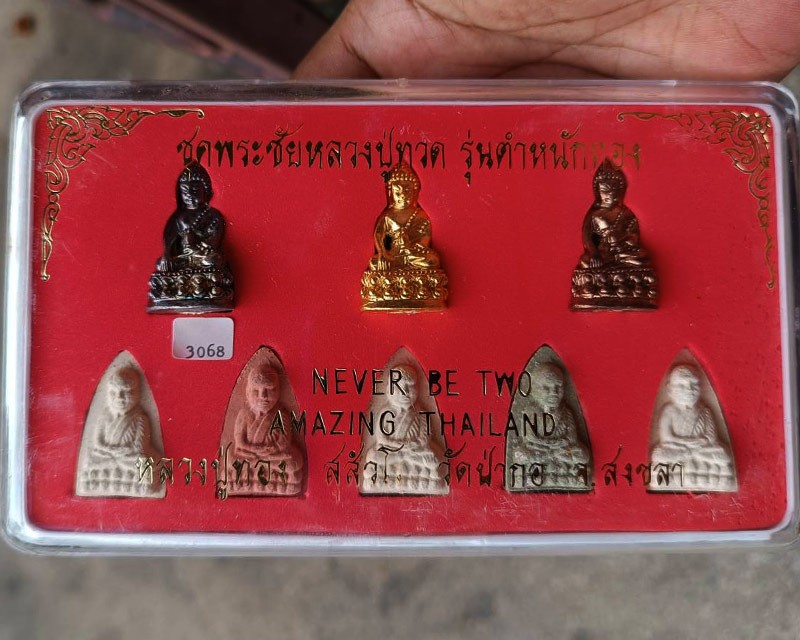 ชุดพระชัยหลวงปู่ทวด รุ่นตำหนักทอง
3068
NEVER BE TWO
AMAZING THAILAND
หลวงปู่ทอง วัดป่ากอ จ.สงขลา